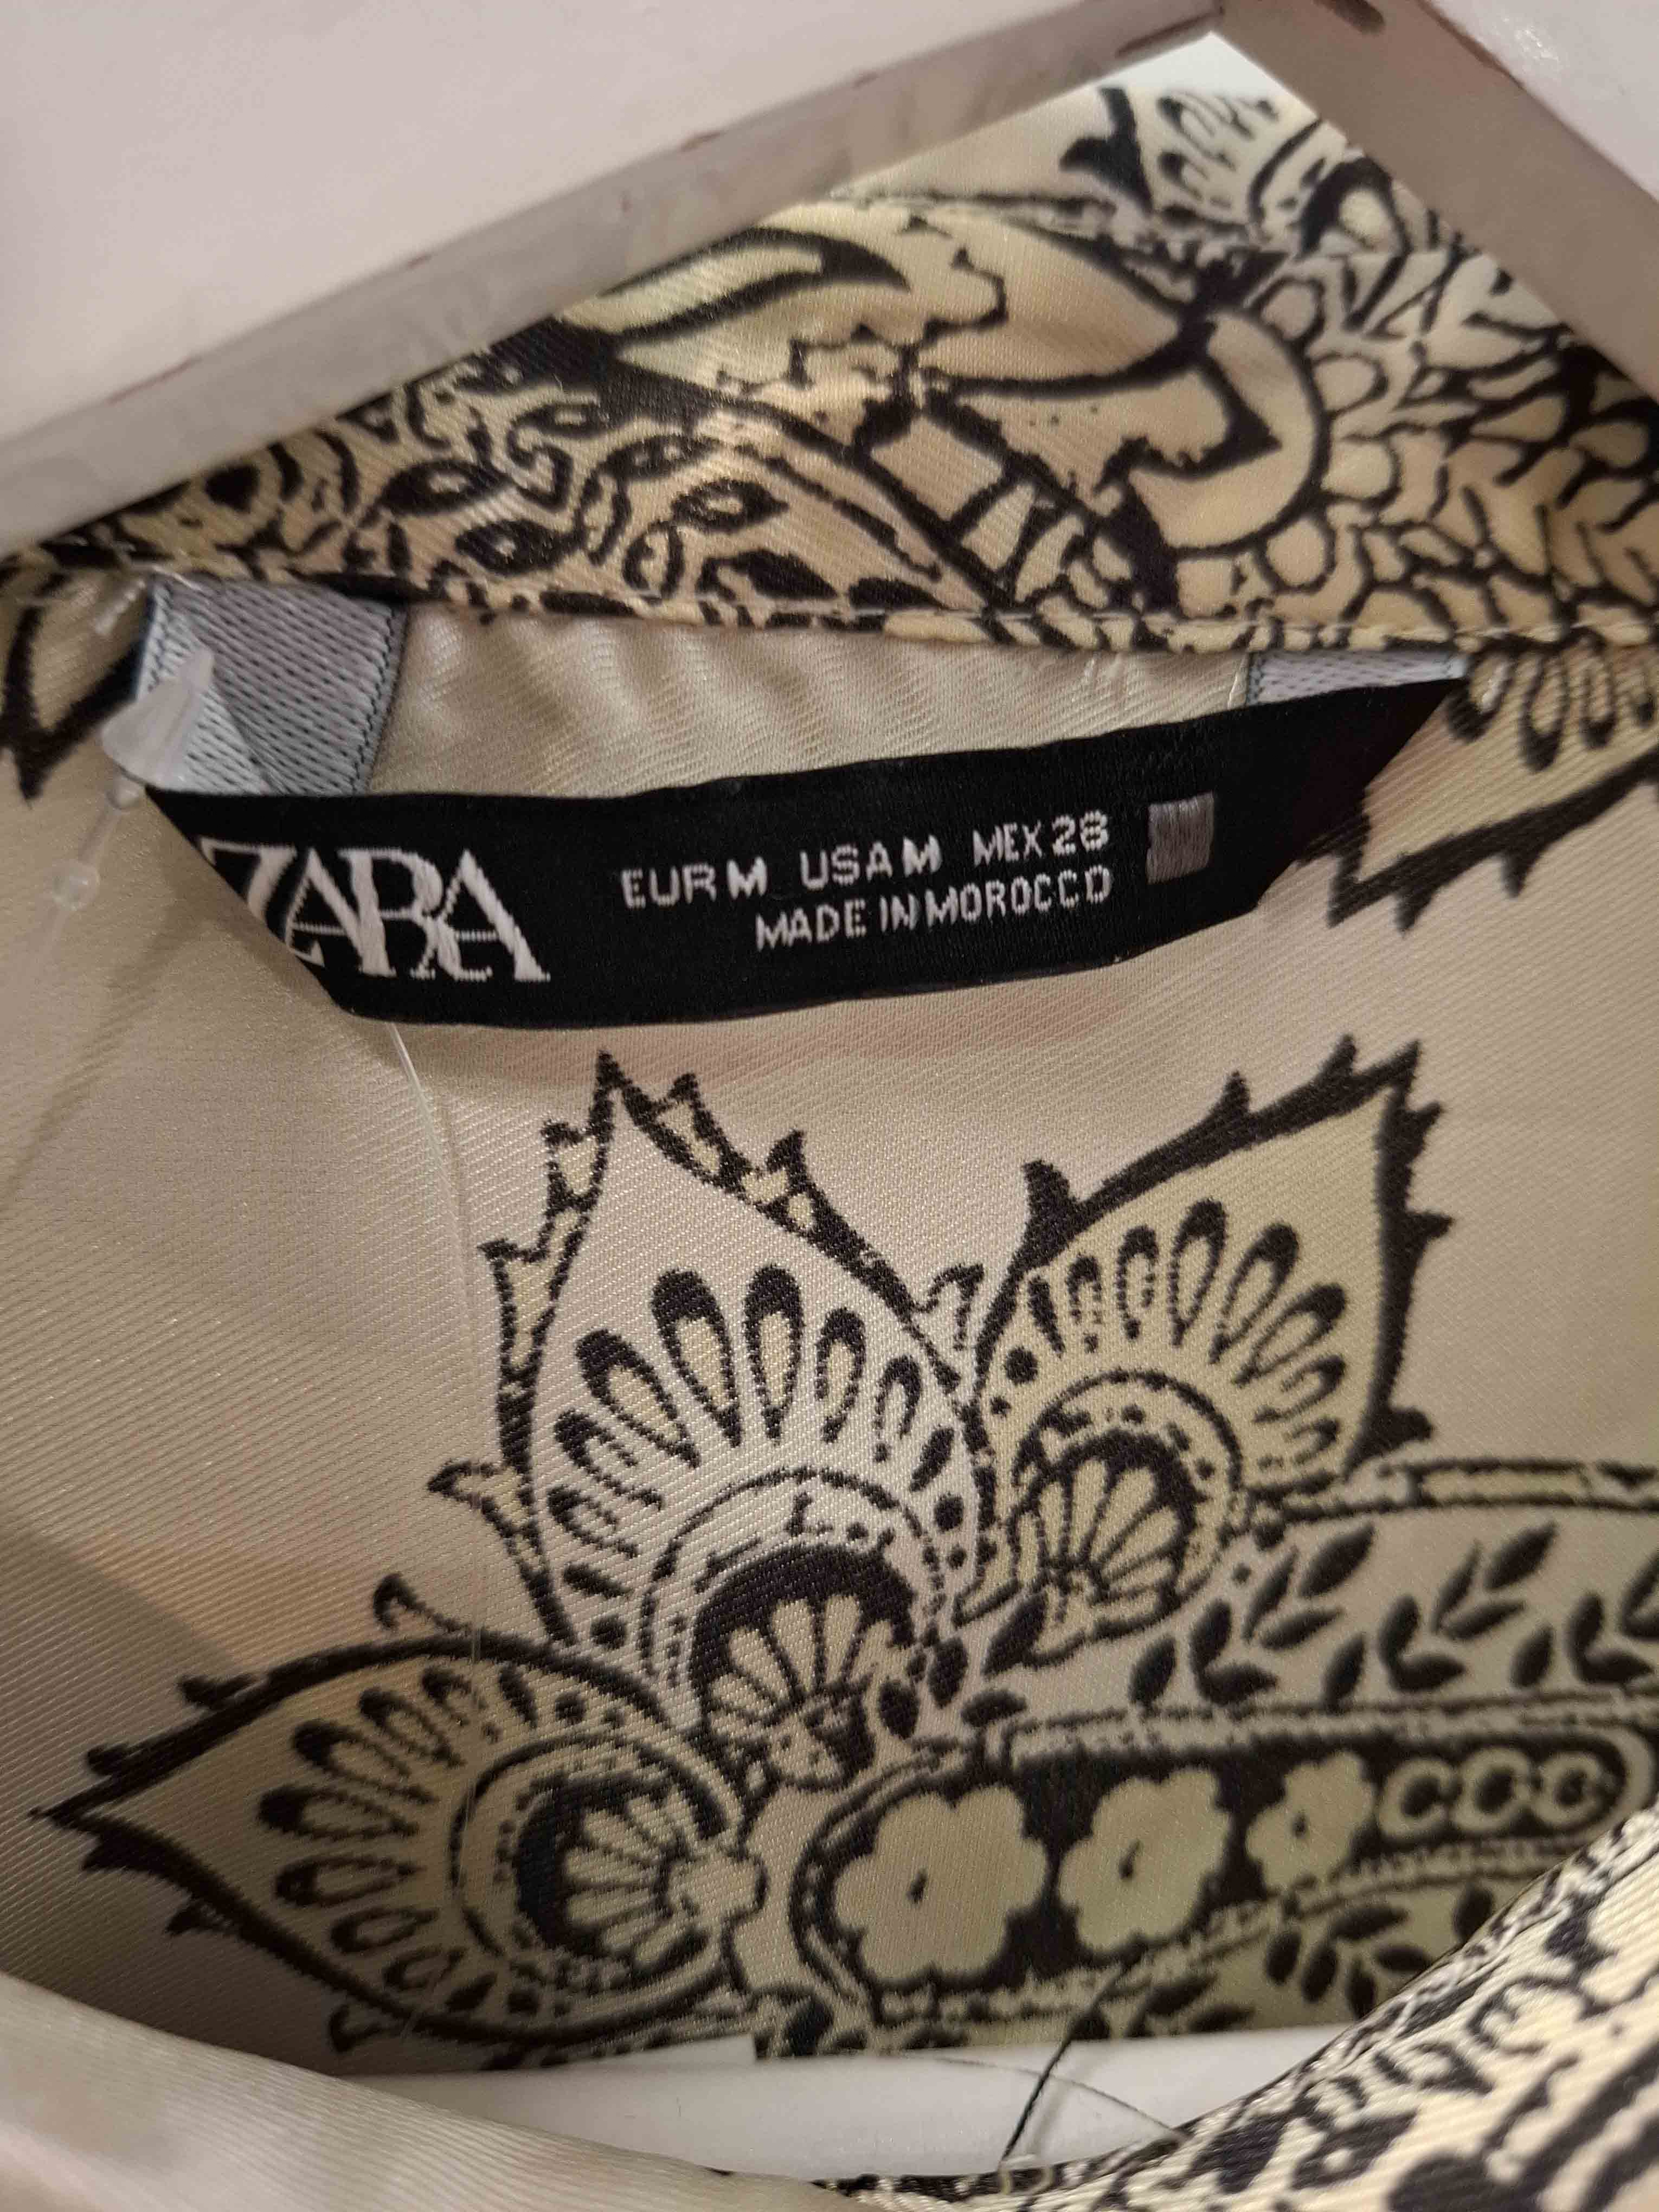 ZARA
EUR M USA M MEX 28
MADE IN MOROCCO